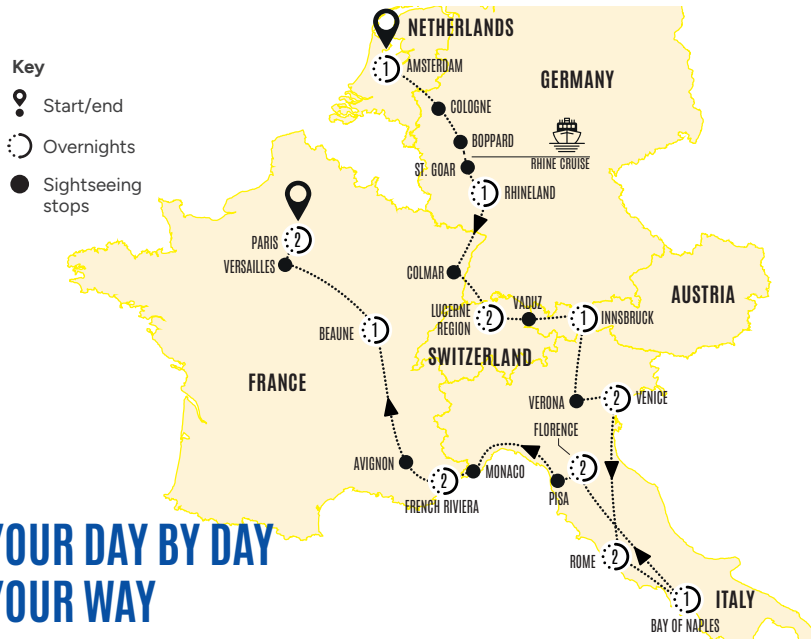 Key
Start/end
Overnights
Sightseeing
stops
NETHERLANDS
1
AMSTERDAM
GERMANY
COLOGNE
BOPPARD
RHINE CRUISE
ST. GOAR
1
RHINELAND
PARIS
2
VERSAILLES
COLMAR
LUCERNE
REGION
2
VADUZ
1
INNSBRUCK
AUSTRIA
BEAUNE
1
SWITZERLAND
FRANCE
VERONA
2
VENICE
FLORENCE
2
AVIGNON
MONACO
2
FRENCH RIVIERA
PISA
ROME
2
1
ITALY
BAY OF NAPLES
YOUR DAY BY DAY
YOUR WAY